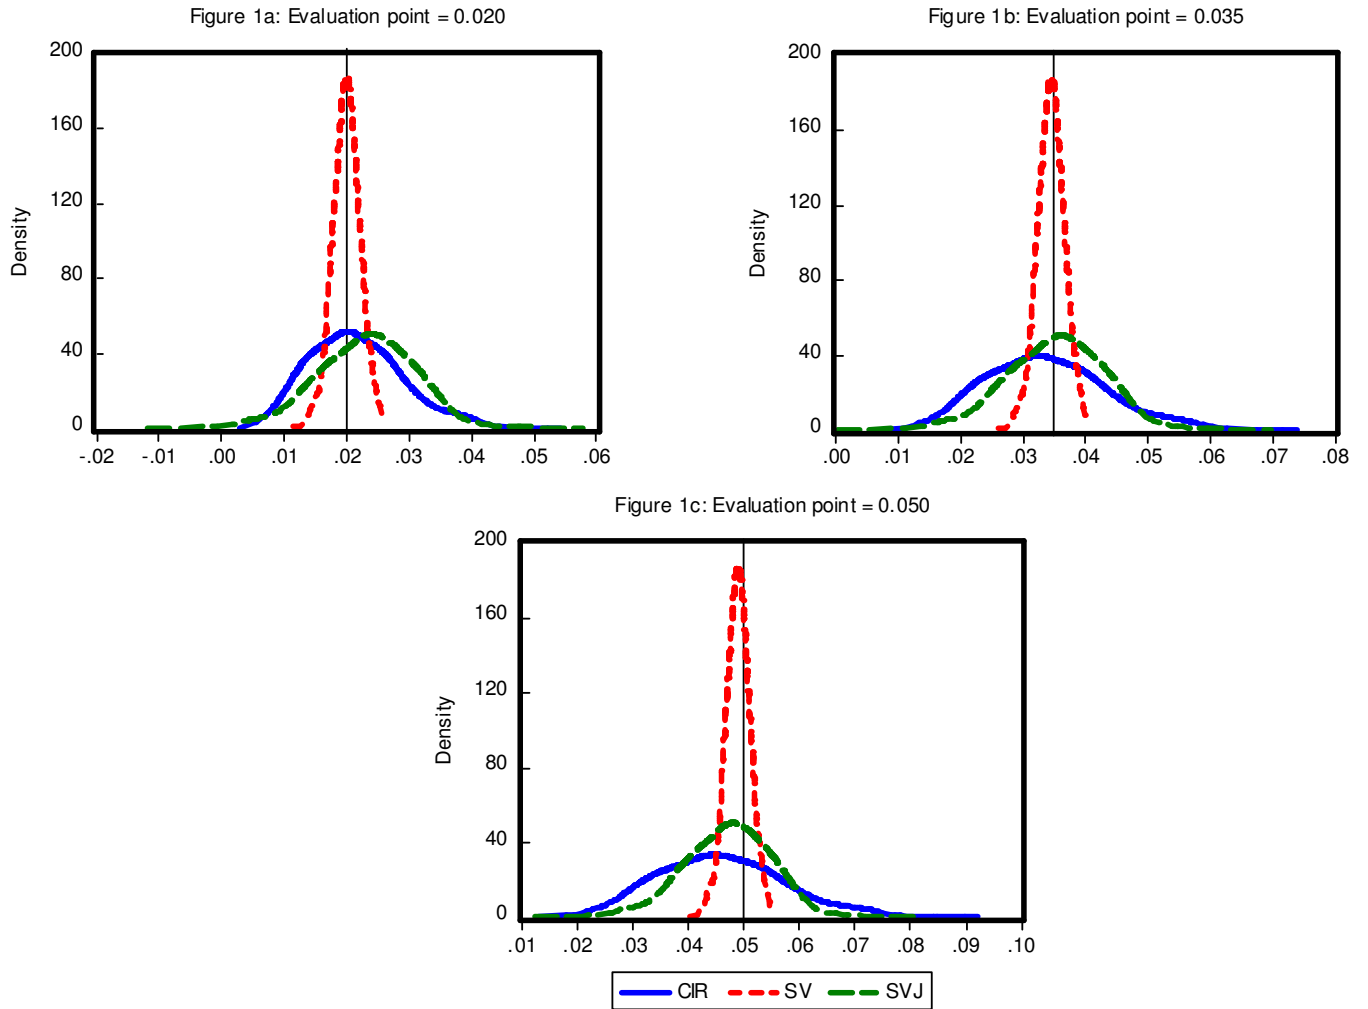 Figure 1a: Evaluation point = 0.020
Figure 1b: Evaluation point = 0.035
200
160
120
80
40
0
Density
-.02 -.01 .00 .01 .02 .03 .04 .05 .06
200
160
120
80
40
0
Density
.00 .01 .02 .03 .04 .05 .06 .07 .08
Figure 1c: Evaluation point = 0.050
200
160
120
80
40
0
Density
.01 .02 .03 .04 .05 .06 .07 .08 .09 .10
CIR SV SVJ